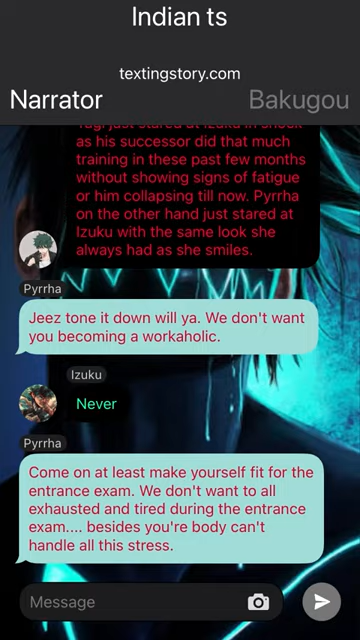 Indian ts
textingstory.com
Narrator
Bakugou
Yagi just stared at Izuku in shock
as his successor did that much
training in these past few months
without showing signs of fatigue
or him collapsing till now. Pyrrha
on the other hand just stared at
Izuku with the same look she
always had as she smiles.
Pyrrha
Jeez tone it down will ya. We don't want
you becoming a workaholic.
Izuku
Never
Pyrrha
Come on at least make yourself fit for the
entrance exam. We don't want to all
exhausted and tired during the entrance
exam.... besides you're body can't
handle all this stress.
Message